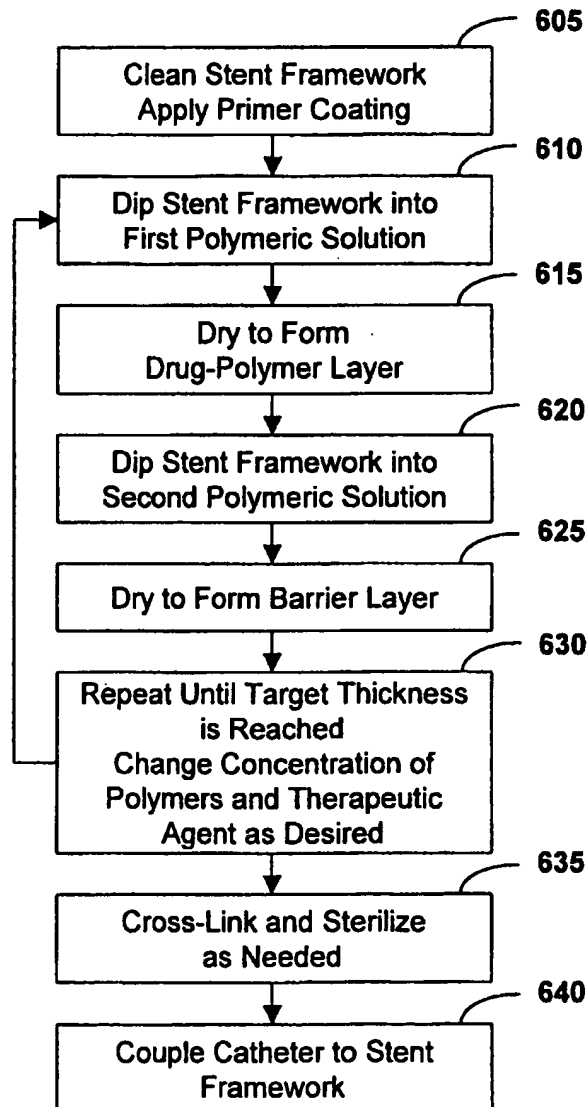 605
Clean Stent Framework
Apply Primer Coating
610
Dip Stent Framework into
First Polymeric Solution
615
Dry to Form
Drug-Polymer Layer
620
Dip Stent Framework into
Second Polymeric Solution
625
Dry to Form Barrier Layer
630
Repeat Until Target Thickness
is Reached
Change Concentration of
Polymers and Therapeutic
Agent as Desired
635
Cross-Link and Sterilize
as Needed
640
Couple Catheter to Stent
Framework